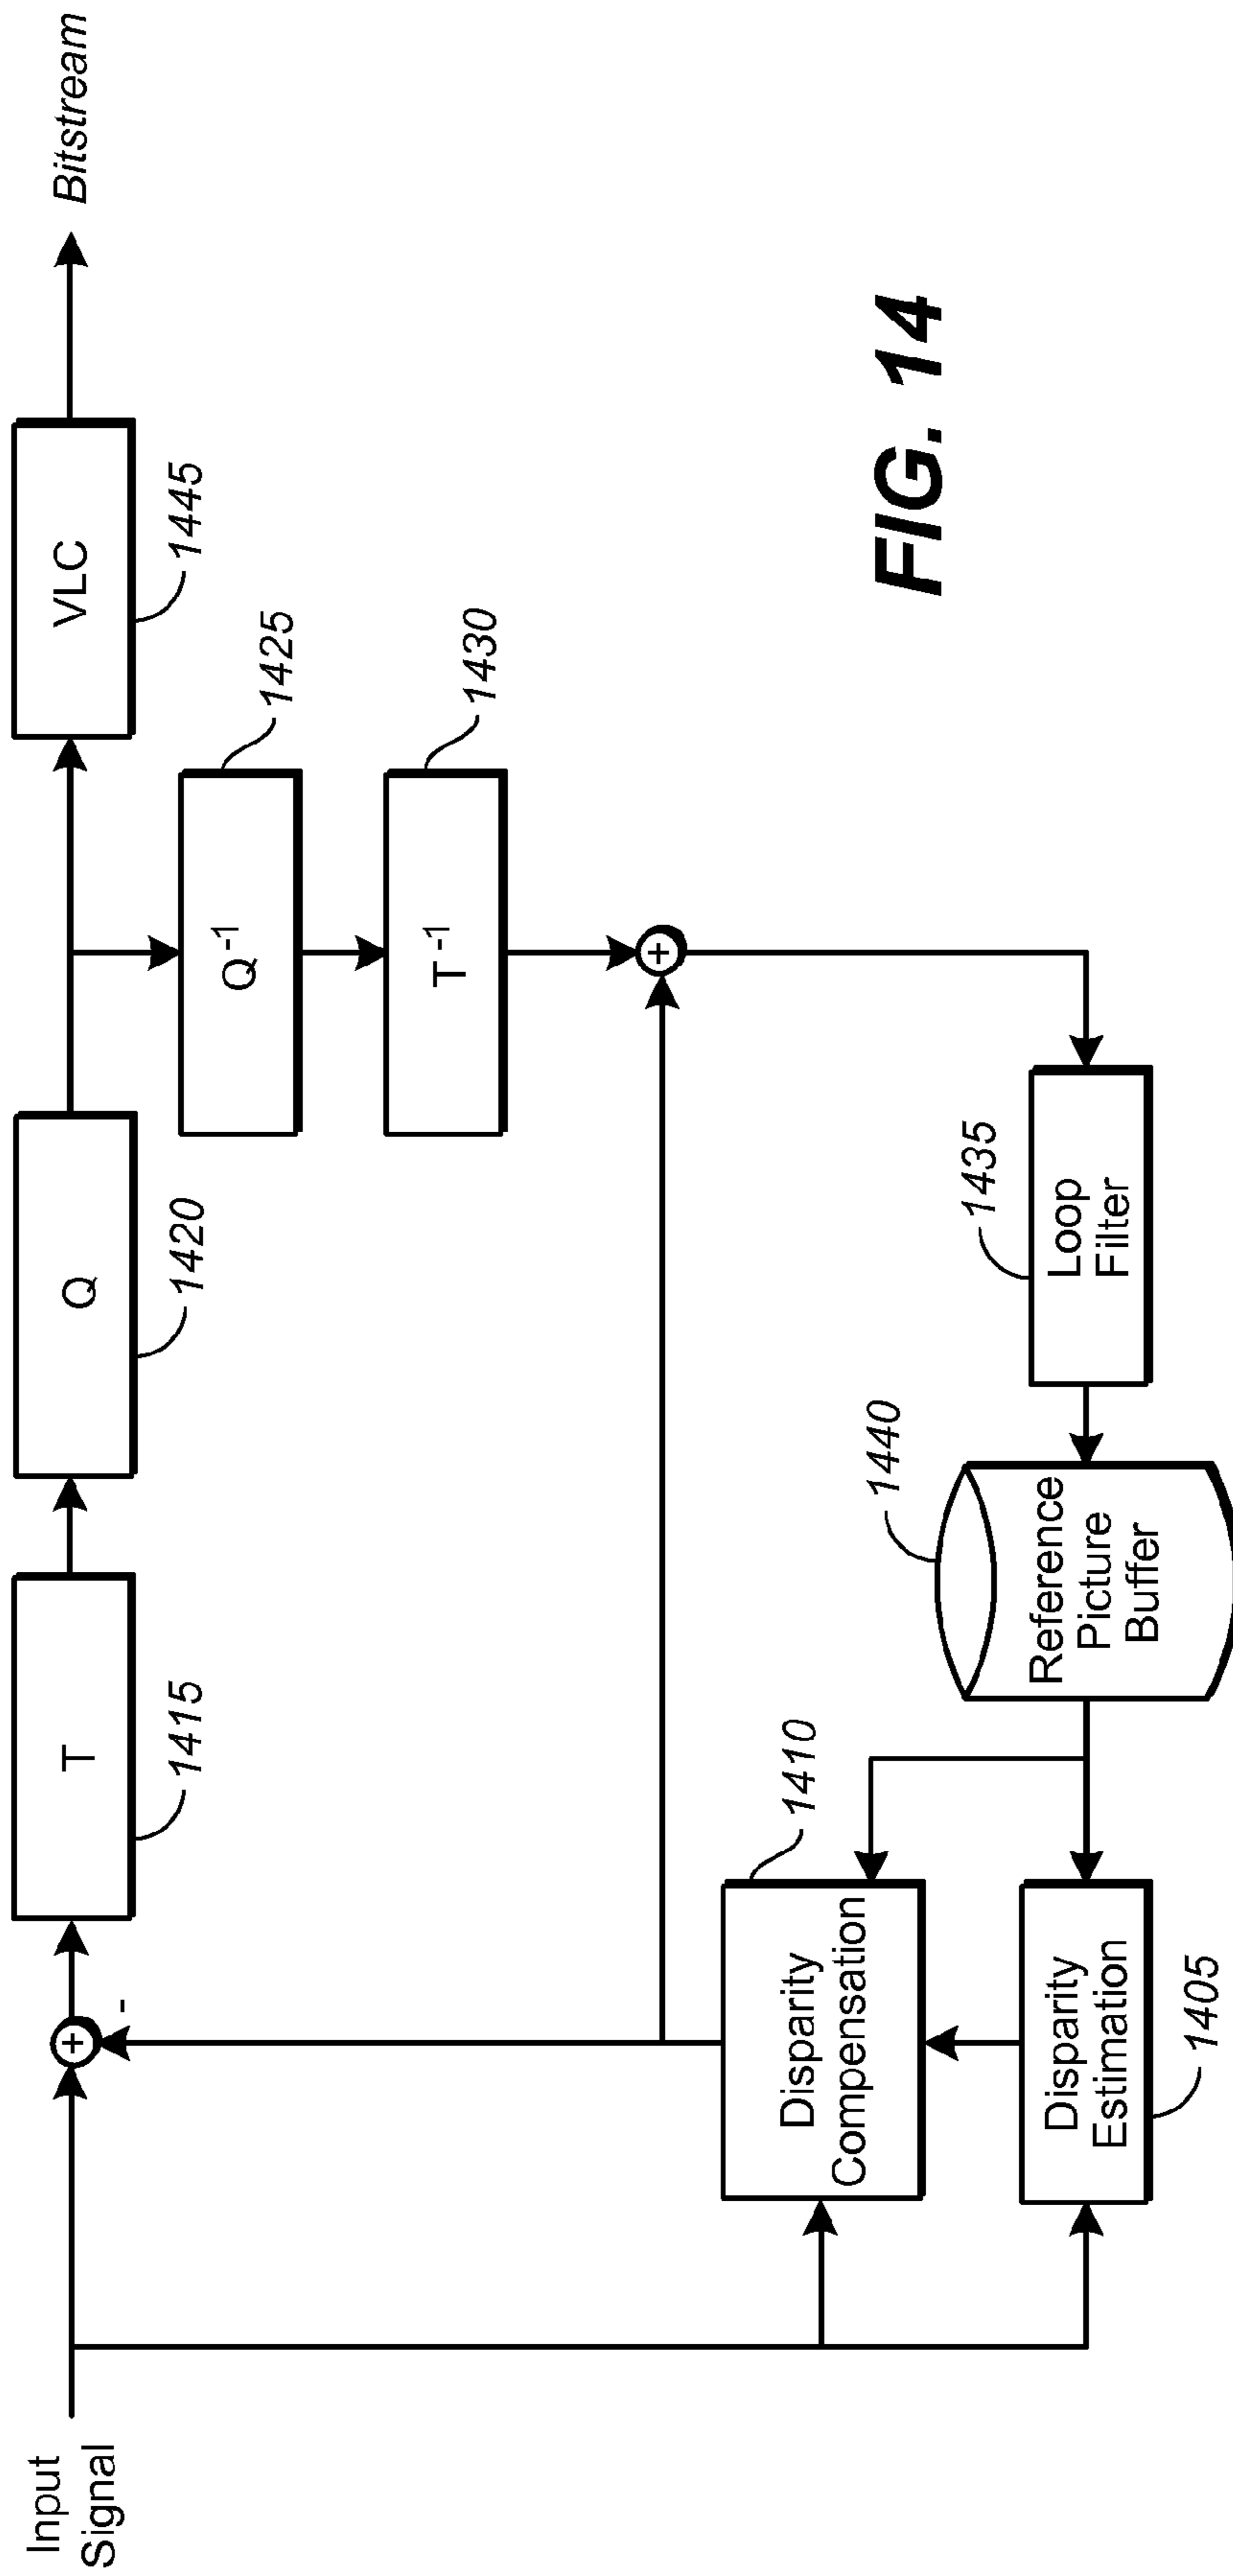 Input
Signal
+
-
T
1415
Q
1420
VLC
1445
Bitstream
Q-1
1425
T-1
1430
+
Disparity
Compensation
1410
Disparity
Estimation
1405
Reference
Picture
Buffer
1440
Loop
Filter
1435
FIG. 14